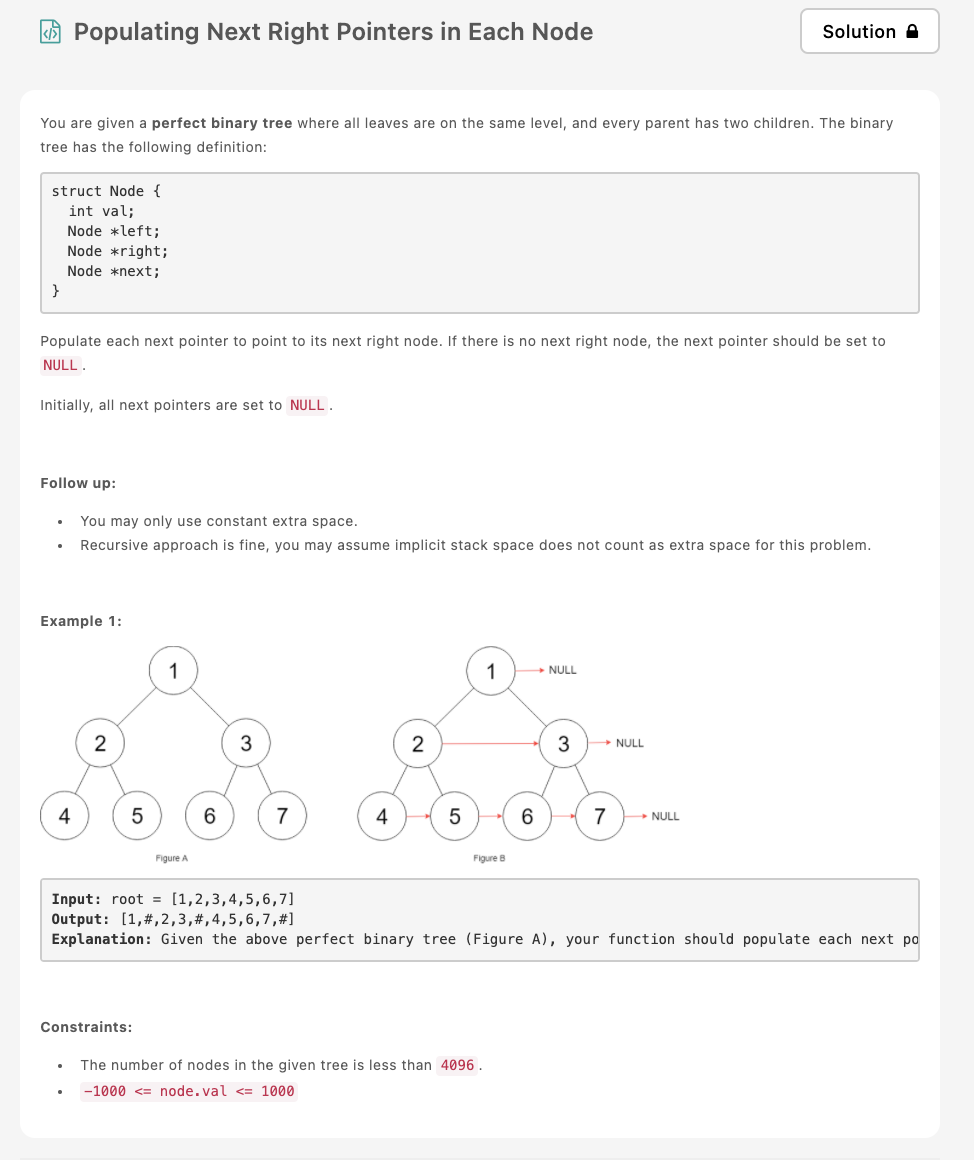 Populating Next Right Pointers in Each Node
Solution
You are given a perfect binary tree where all leaves are on the same level, and every parent has two children. The binary
tree has the following definition:
struct Node {
  int val;
  Node *left;
  Node *right;
  Node *next;
}
Populate each next pointer to point to its next right node. If there is no next right node, the next pointer should be set to
NULL.
Initially, all next pointers are set to NULL.
Follow up:
• You may only use constant extra space.
• Recursive approach is fine, you may assume implicit stack space does not count as extra space for this problem.
Example 1:
1
2 3
4 5 6 7
Figure A
1 NULL
2 3 NULL
4 5 6 7 NULL
Figure B
Input: root = [1,2,3,4,5,6,7]
Output: [1,#,2,3,#,4,5,6,7,#]
Explanation: Given the above perfect binary tree (Figure A), your function should populate each next po
Constraints:
• The number of nodes in the given tree is less than 4096.
• -1000 <= node.val <= 1000